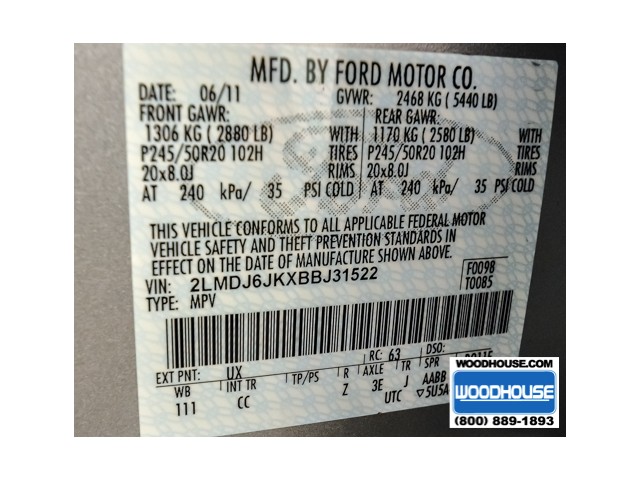 MFD. BY FORD MOTOR CO.
DATE: 06/11 GVWR: 2468 KG ( 5440 LB)
FRONT GAWR: REAR GAWR:
1306 KG ( 2880 LB) WITH 1170 KG ( 2580 LB) WITH
P245/50R20 102H TIRES P245/50R20 102H TIRES
20x8.0J RIMS 20x8.0J RIMS
AT 240 kPa/ 35 PSI COLD AT 240 kPa/ 35 PSI COLD
THIS VEHICLE CONFORMS TO ALL APPLICABLE FEDERAL MOTOR
VEHICLE SAFETY AND THEFT PREVENTION STANDARDS IN
EFFECT ON THE DATE OF MANUFACTURE SHOWN ABOVE.
VIN: 2LMDJ6JKXBBJ31522 F0098
TYPE: MPV T0085
EXT PNT: UX RC: 63 DSO:
WB INT TR TP/PS R AXLE TR SPR
111 CC Z 3E J AABB
UTC ▽5U5A
WOODHOUSE.COM
WOODHOUSE
(800) 889-1893